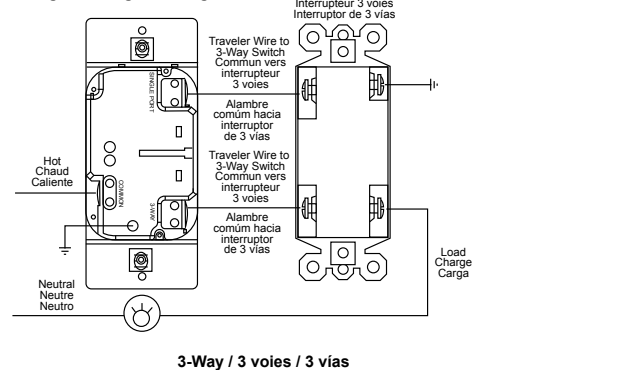 Interrupteur 3 voies
Interruptor de 3 vías
Traveler Wire to
3-Way Switch
Commun vers
interrupteur
3 voies
Alambre
comúm hacia
interruptor
de 3 vías
Traveler Wire to
3-Way Switch
Commun vers
interrupteur
3 voies
Alambre
comúm hacia
interruptor
de 3 vías
SINGLE PORT
COMMON
3-WAY
Hot
Chaud
Caliente
Neutral
Neutre
Neutro
Load
Charge
Carga
3-Way / 3 voies / 3 vías